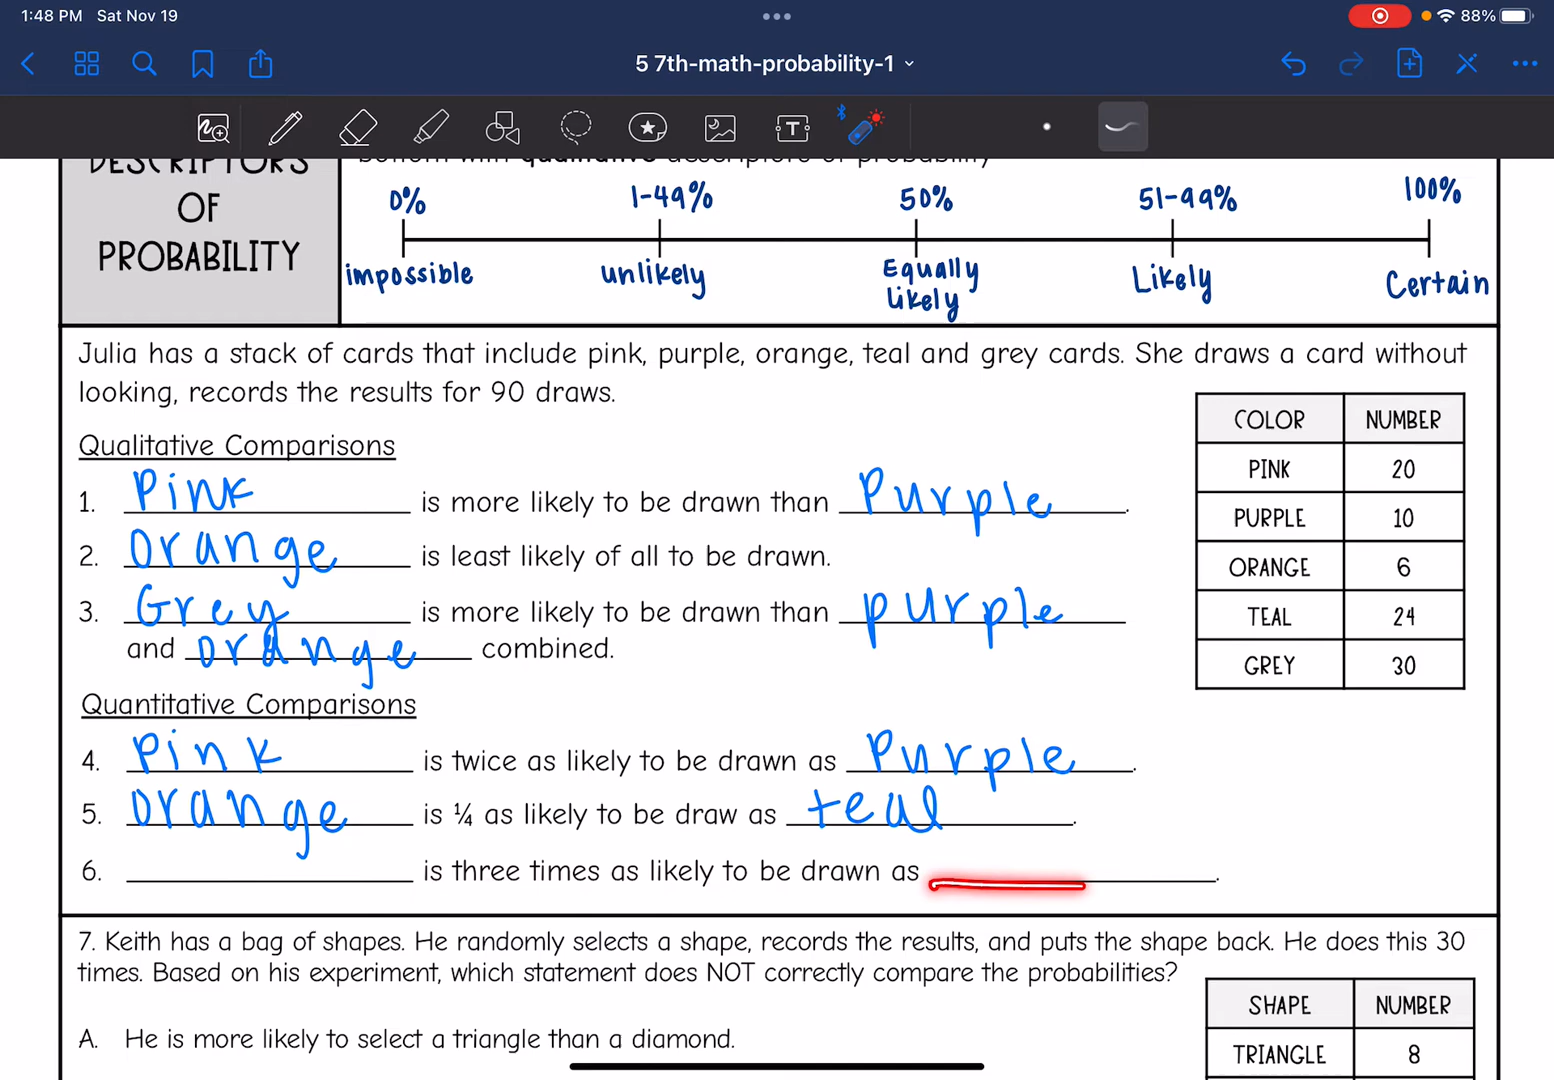 1:48 PM Sat Nov 19
88%
5 7th-math-probability-1
T
DESCRIPTORS
OF
PROBABILITY
bottom with qualitative descriptors of probability
0% 1-49% 50% 51-99% 100%
impossible unlikely Equally likely Likely Certain
Julia has a stack of cards that include pink, purple, orange, teal and grey cards. She draws a card without
looking, records the results for 90 draws.
COLOR NUMBER
PINK 20
PURPLE 10
ORANGE 6
TEAL 24
GREY 30
Qualitative Comparisons
1. Pink is more likely to be drawn than Purple.
2. Orange is least likely of all to be drawn.
3. Grey is more likely to be drawn than purple
and orange combined.
Quantitative Comparisons
4. Pink is twice as likely to be drawn as Purple.
5. Orange is ¼ as likely to be draw as teal.
6. is three times as likely to be drawn as .
7. Keith has a bag of shapes. He randomly selects a shape, records the results, and puts the shape back. He does this 30
times. Based on his experiment, which statement does NOT correctly compare the probabilities?
SHAPE NUMBER
TRIANGLE 8
A. He is more likely to select a triangle than a diamond.